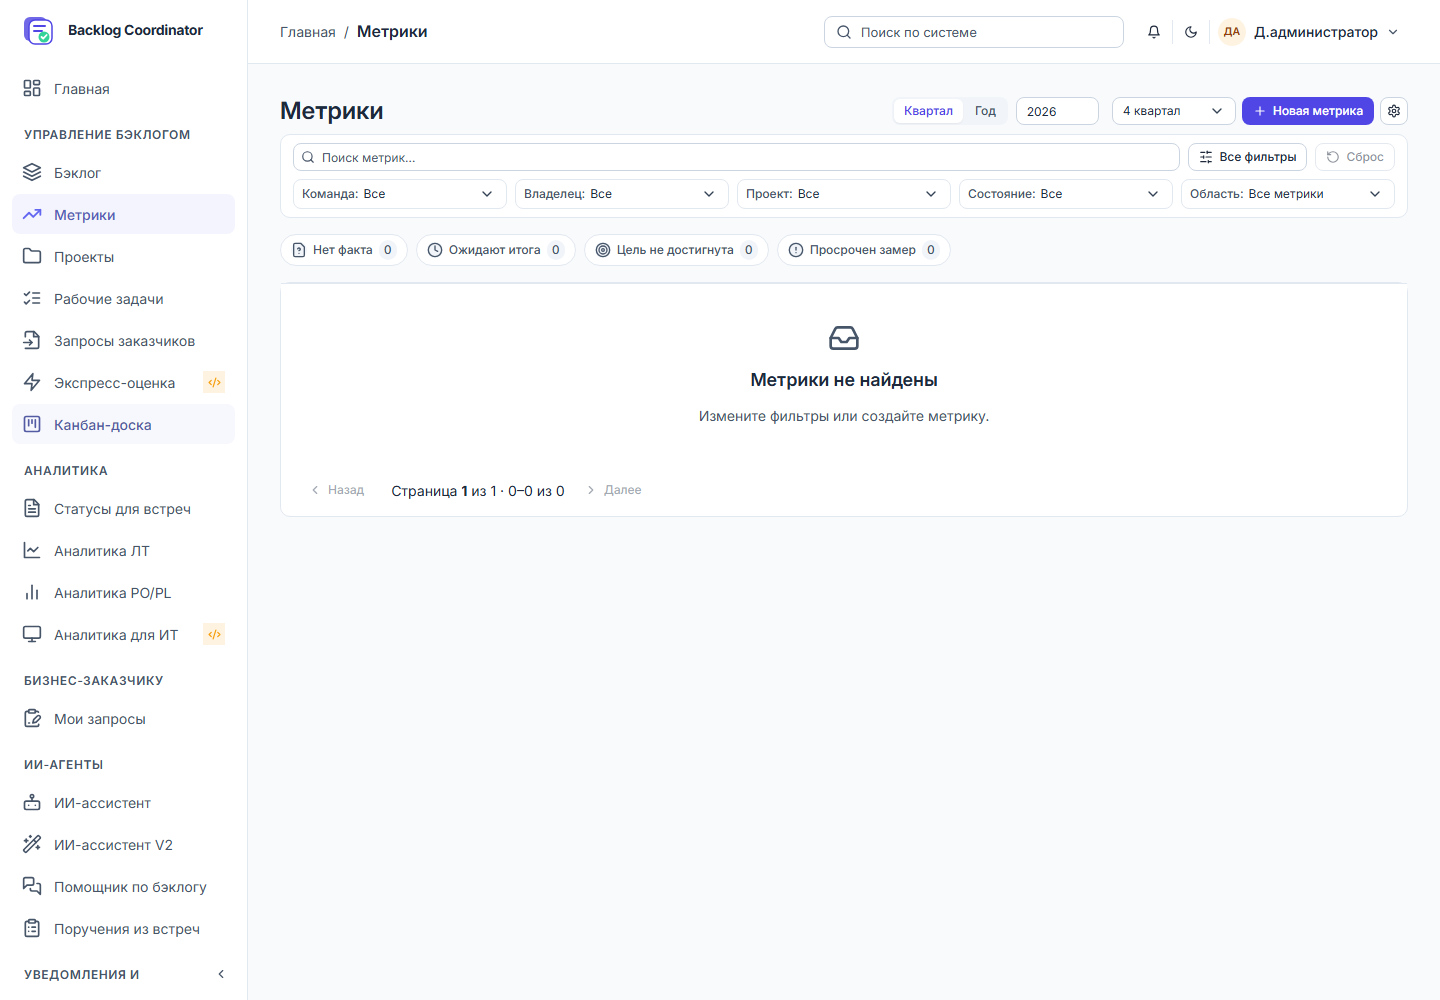 Backlog Coordinator
Главная
УПРАВЛЕНИЕ БЭКЛОГОМ
Бэклог
Метрики
Проекты
Рабочие задачи
Запросы заказчиков
Экспресс-оценка
Канбан-доска
АНАЛИТИКА
Статусы для встреч
Аналитика ЛТ
Аналитика PO/PL
Аналитика для ИТ
БИЗНЕС-ЗАКАЗЧИКУ
Мои запросы
ИИ-АГЕНТЫ
ИИ-ассистент
ИИ-ассистент V2
Помощник по бэклогу
Поручения из встреч
УВЕДОМЛЕНИЯ И
Главная / Метрики
Поиск по системе
ДА Д.администратор
Метрики
Квартал Год 2026 4 квартал Новая метрика
Поиск метрик... Все фильтры Сброс
Команда: Все Владелец: Все Проект: Все Состояние: Все Область: Все метрики
Нет факта 0 Ожидают итога 0 Цель не достигнута 0 Просрочен замер 0
Метрики не найдены
Измените фильтры или создайте метрику.
Назад Страница 1 из 1 · 0–0 из 0 Далее